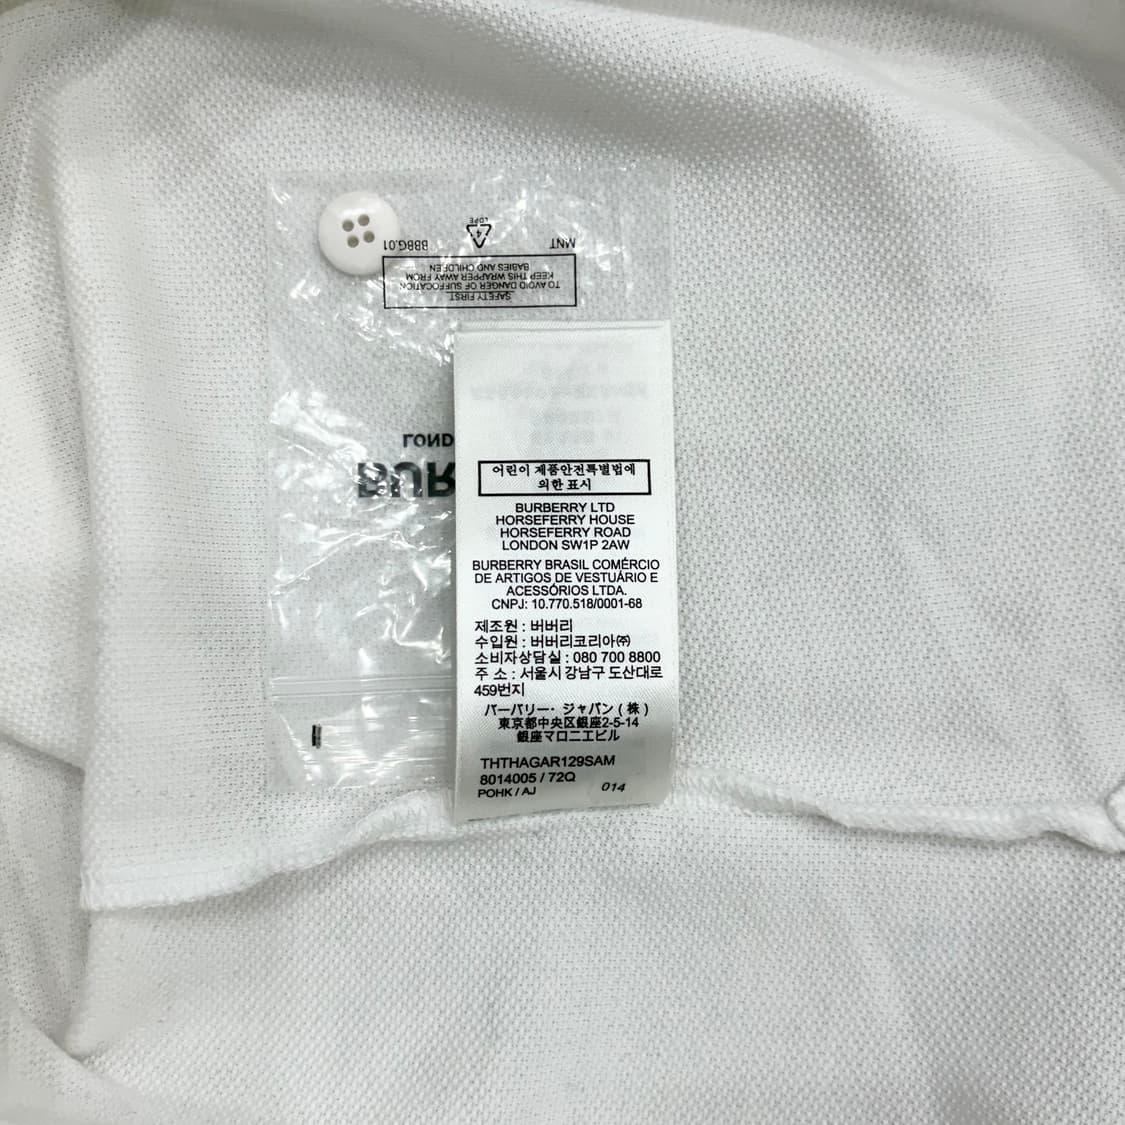 LDPE
4
MNT
BBBG.01
SAFETY FIRST
TO AVOID DANGER OF SUFFOCATION
KEEP THIS WRAPPER AWAY FROM
BABIES AND CHILDREN
BUR
LOND
어린이 제품안전특별법에
의한 표시
BURBERRY LTD
HORSEFERRY HOUSE
HORSEFERRY ROAD
LONDON SW1P 2AW
BURBERRY BRASIL COMÉRCIO
DE ARTIGOS DE VESTUÁRIO E
ACESSÓRIOS LTDA.
CNPJ: 10.770.518/0001-68
제조원 : 버버리
수입원 : 버버리코리아㈜
소비자상담실 : 080 700 8800
주 소 : 서울시 강남구 도산대로
459번지
バーバリー・ジャパン(株)
東京都中央区銀座2-5-14
銀座マロニエビル
THTHAGAR129SAM
8014005 / 72Q
POHK / AJ
014